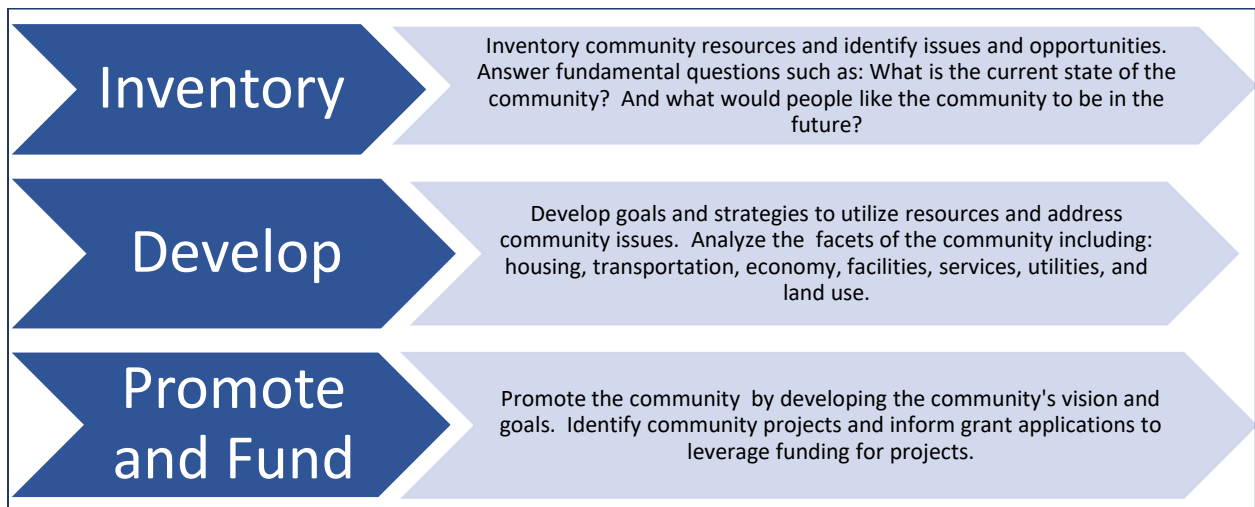 Inventory
Inventory community resources and identify issues and opportunities.
Answer fundamental questions such as: What is the current state of the
community?  And what would people like the community to be in the
future?
Develop
Develop goals and strategies to utilize resources and address
community issues.  Analyze the  facets of the community including:
housing, transportation, economy, facilities, services, utilities, and
land use.
Promote
and Fund
Promote the community  by developing the community's vision and
goals.  Identify community projects and inform grant applications to
leverage funding for projects.